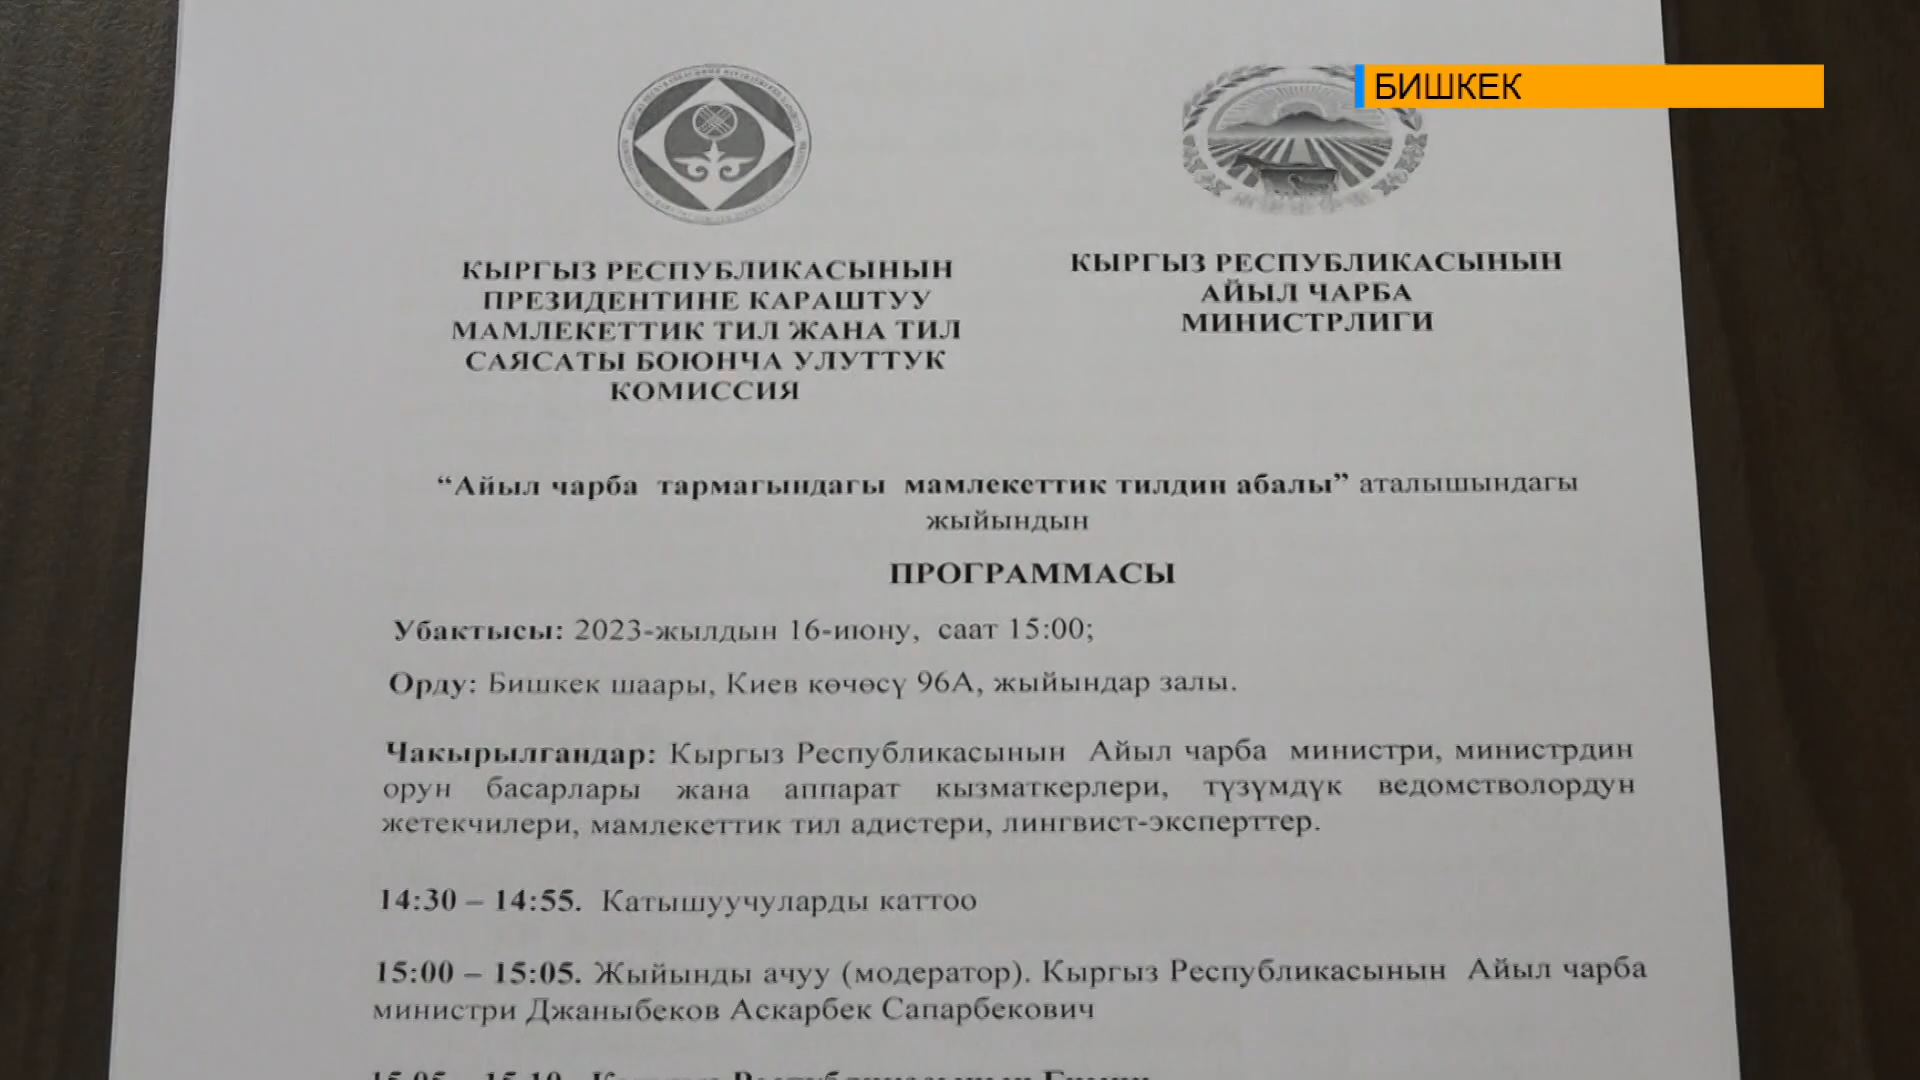 БИШКЕК
КЫРГЫЗ РЕСПУБЛИКАСЫНЫН
ПРЕЗИДЕНТИНЕ КАРАШТУУ
МАМЛЕКЕТТИК ТИЛ ЖАНА ТИЛ
САЯСАТЫ БОЮНЧА УЛУТТУК
КОМИССИЯ
КЫРГЫЗ РЕСПУБЛИКАСЫНЫН
АЙЫЛ ЧАРБА
МИНИСТРЛИГИ
“Айыл чарба тармагындагы мамлекеттик тилдин абалы” аталышындагы
жыйындын
ПРОГРАММАСЫ
Убактысы: 2023-жылдын 16-июну, саат 15:00;
Орду: Бишкек шаары, Киев көчөсү 96А, жыйындар залы.
Чакырылгандар: Кыргыз Республикасынын Айыл чарба министри, министрдин
орун басарлары жана аппарат кызматкерлери, түзүмдүк ведомстволордун
жетекчилери, мамлекеттик тил адистери, лингвист-эксперттер.
14:30 – 14:55. Катышуучуларды каттоо
15:00 – 15:05. Жыйынды ачуу (модератор). Кыргыз Республикасынын Айыл чарба
министри Джаныбеков Аскарбек Сапарбекович
15:05 – 15:10.